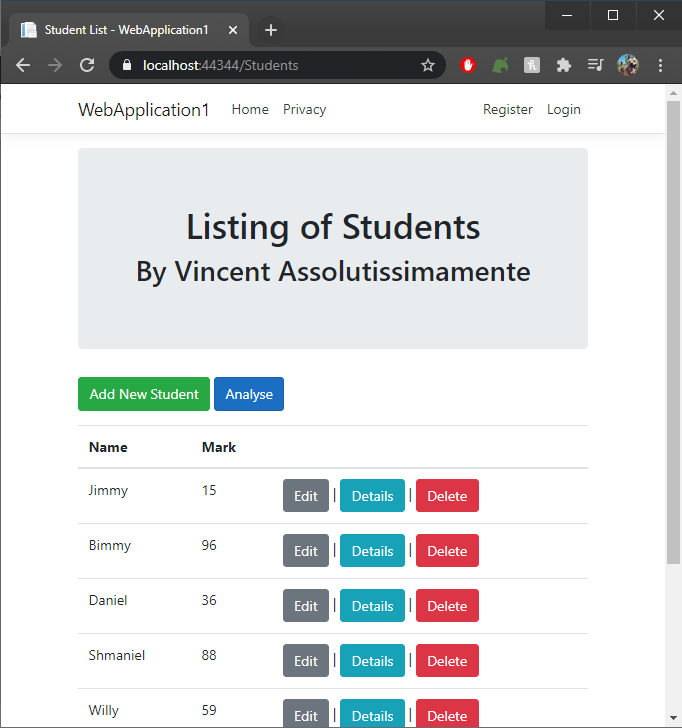 Student List - WebApplication1
localhost:44344/Students
WebApplication1 Home Privacy Register Login
Listing of Students
By Vincent Assolutissimamente
Add New Student Analyse
Name Mark
Jimmy 15 Edit | Details | Delete
Bimmy 96 Edit | Details | Delete
Daniel 36 Edit | Details | Delete
Shmaniel 88 Edit | Details | Delete
Willy 59 Edit | Details | Delete